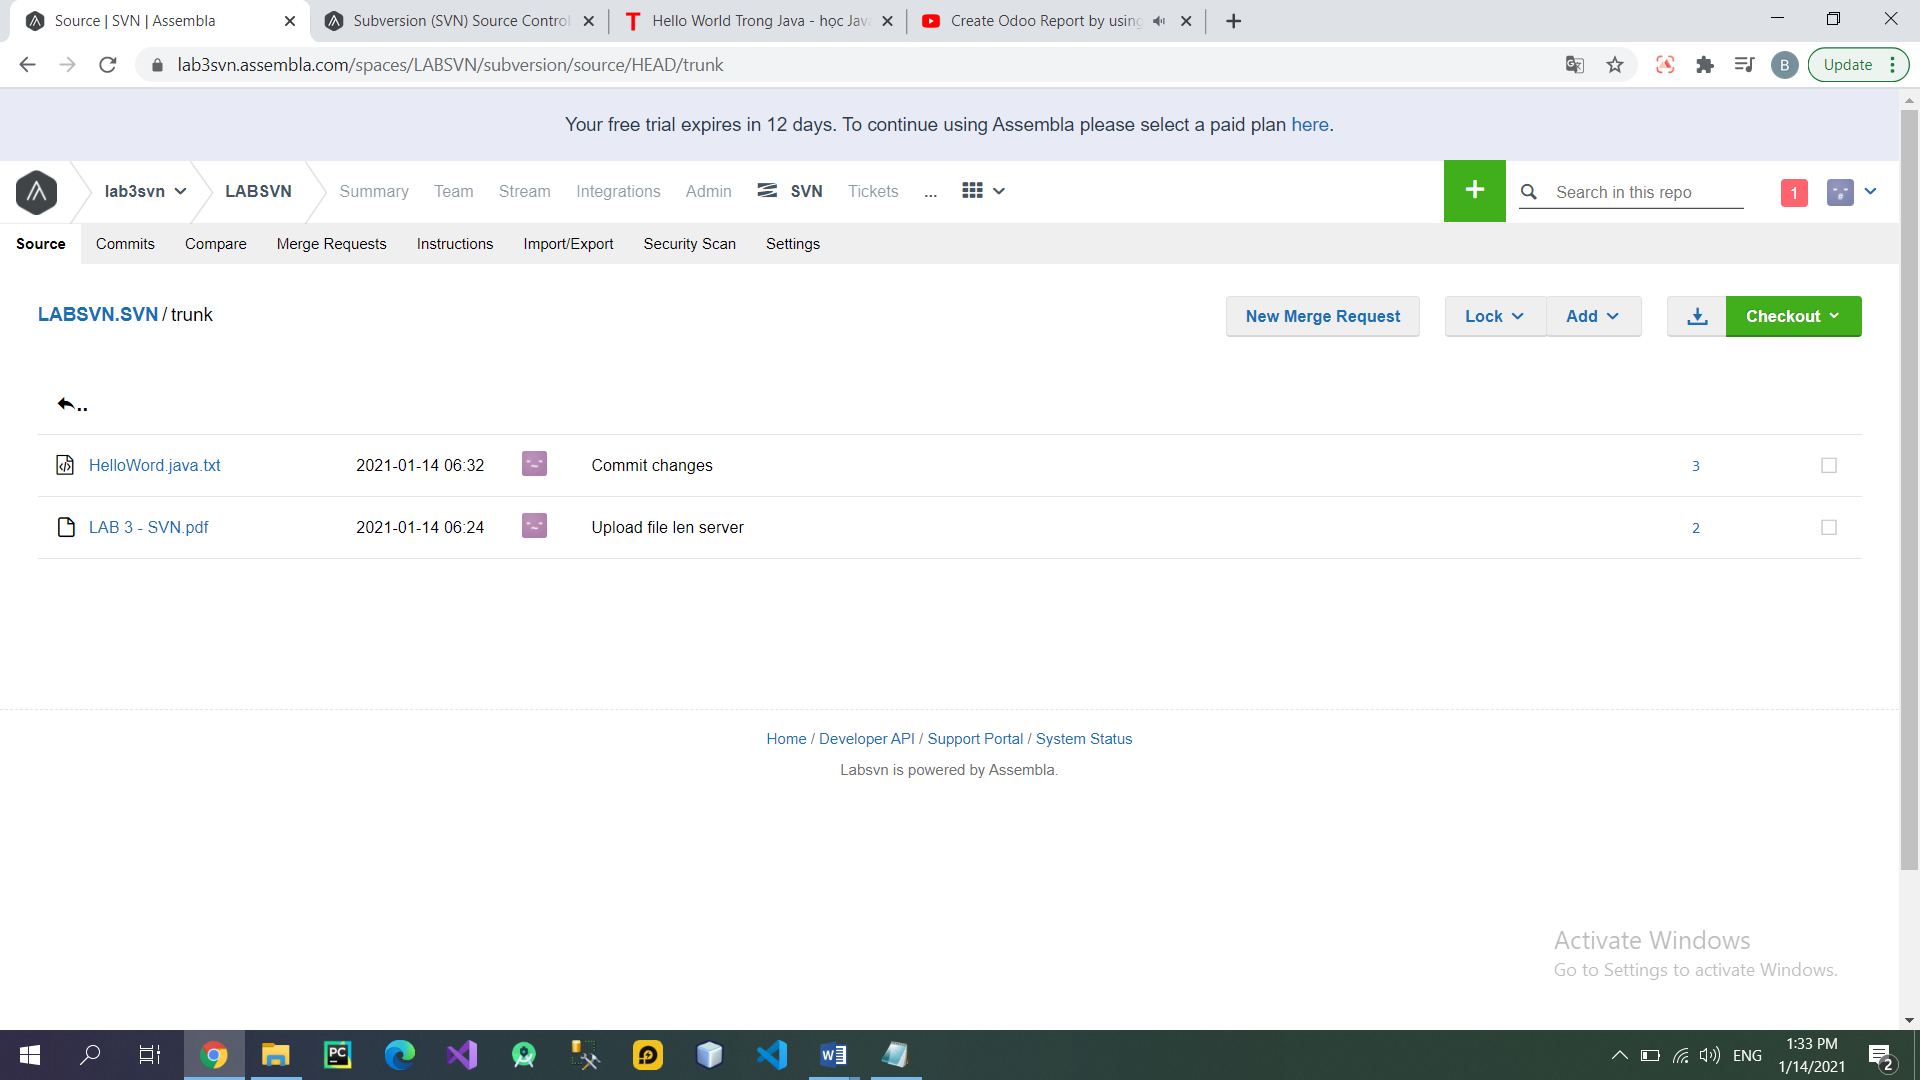 Source | SVN | Assembla
Subversion (SVN) Source Control
Hello World Trong Java - học Java
Create Odoo Report by using
lab3svn.assembla.com/spaces/LABSVN/subversion/source/HEAD/trunk
B
Update
Your free trial expires in 12 days. To continue using Assembla please select a paid plan here.
lab3svn
LABSVN
Summary Team Stream Integrations Admin SVN Tickets ...
+
Search in this repo
1
Source Commits Compare Merge Requests Instructions Import/Export Security Scan Settings
LABSVN.SVN / trunk
New Merge Request
Lock
Add
Checkout
..
HelloWord.java.txt 2021-01-14 06:32 Commit changes 3
LAB 3 - SVN.pdf 2021-01-14 06:24 Upload file len server 2
Home / Developer API / Support Portal / System Status
Labsvn is powered by Assembla.
Activate Windows
Go to Settings to activate Windows.
ENG
1:33 PM
1/14/2021
2